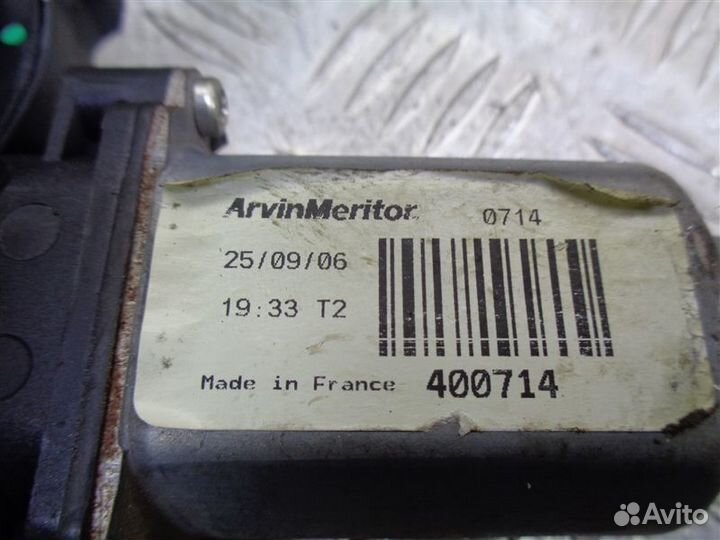 ArvinMeritor 0714
25/09/06
19:33 T2
Made in France 400714
Avito